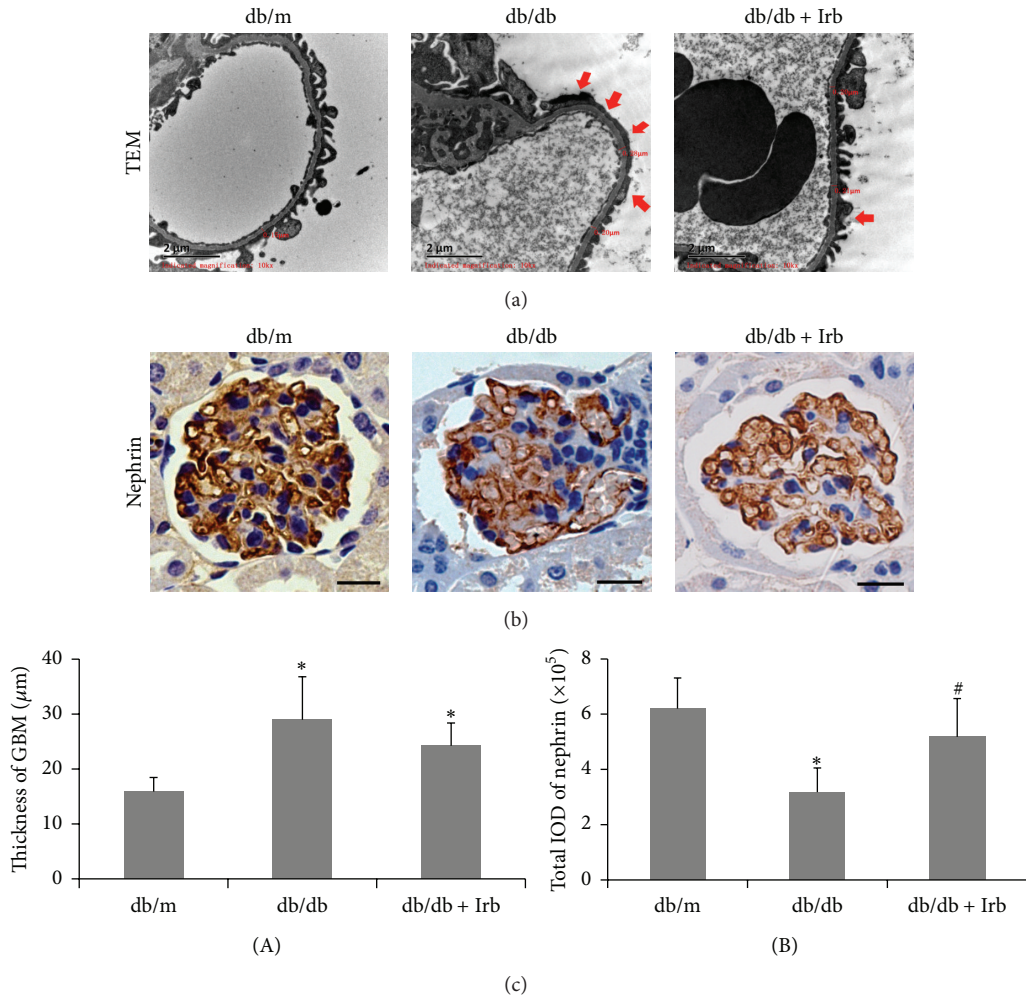 db/m db/db db/db + Irb
TEM
2 μm 2 μm 2 μm
(a)
db/m db/db db/db + Irb
Nephrin
(b)
Thickness of GBM (μm)
40
30
20
10
0
* *
db/m db/db db/db + Irb
(A)
Total IOD of nephrin (×10⁵)
8
6
4
2
0
* #
db/m db/db db/db + Irb
(B)
(c)